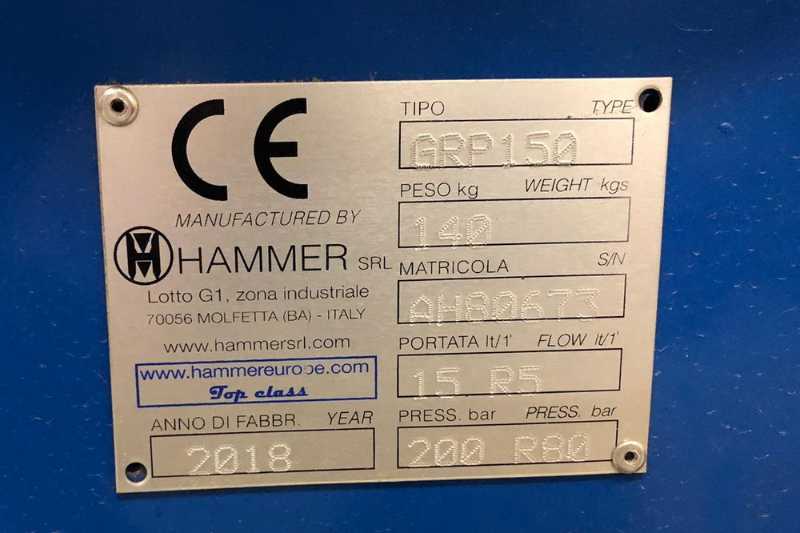 CE
MANUFACTURED BY
H HAMMER SRL
Lotto G1, zona industriale
70056 MOLFETTA (BA) - ITALY
www.hammersrl.com
www.hammereurope.com
Top class
ANNO DI FABBR. YEAR
2018
TIPO TYPE
GRP150
PESO kg WEIGHT kgs
140
MATRICOLA S/N
AH80673
PORTATA lt/1' FLOW lt/1'
15 R5
PRESS. bar PRESS. bar
200 R80